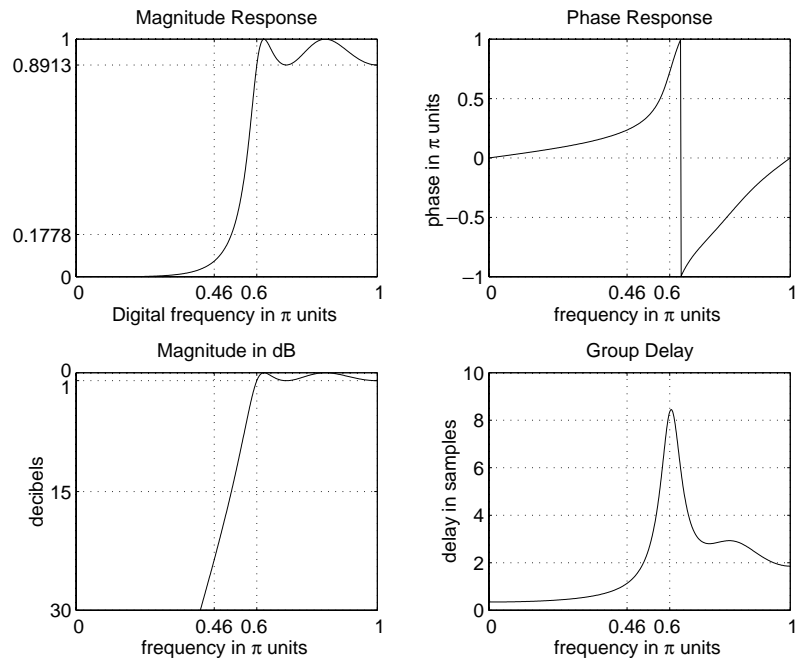 Magnitude Response
1
0.8913
0.1778
0
0 0.46 0.6 1
Digital frequency in π units
Phase Response
phase in π units
1
0.5
0
−0.5
−1
0 0.46 0.6 1
frequency in π units
Magnitude in dB
decibels
0
1
15
30
0 0.46 0.6 1
frequency in π units
Group Delay
delay in samples
10
8
6
4
2
0
0 0.46 0.6 1
frequency in π units